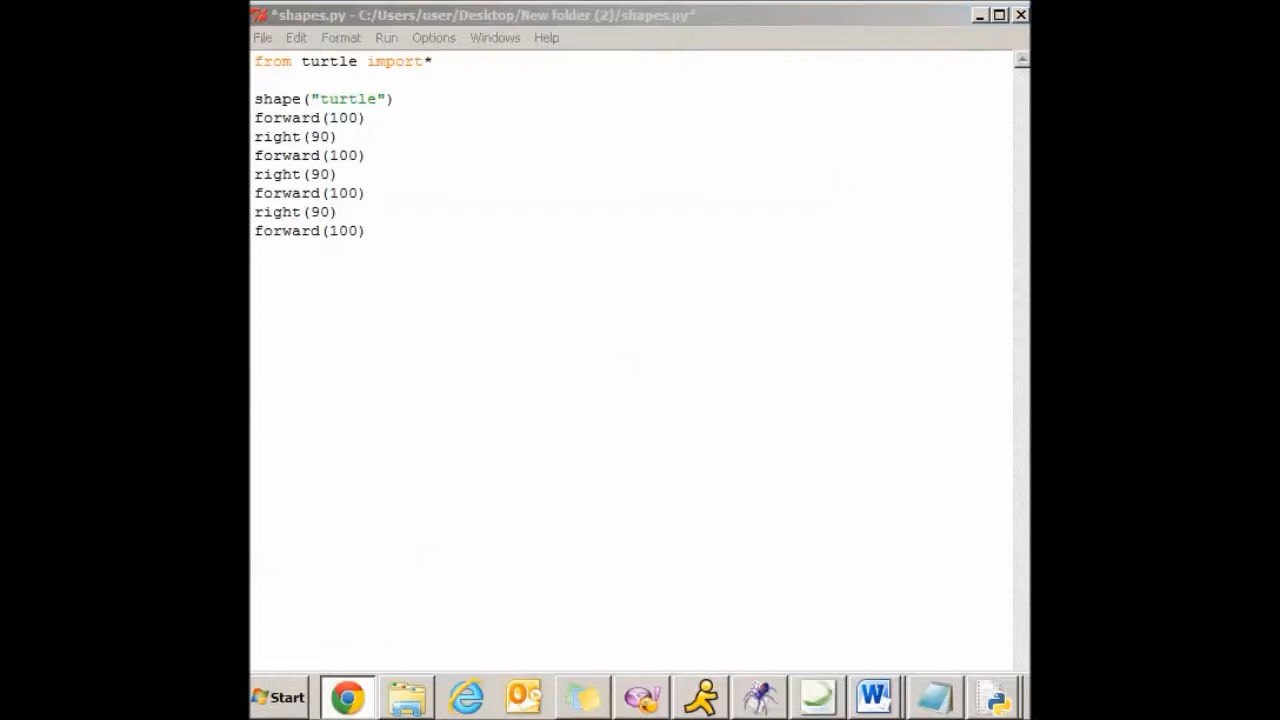 *shapes.py - C:/Users/user/Desktop/New folder (2)/shapes.py*
File Edit Format Run Options Windows Help
from turtle import*
shape("turtle")
forward(100)
right(90)
forward(100)
right(90)
forward(100)
right(90)
forward(100)
Start